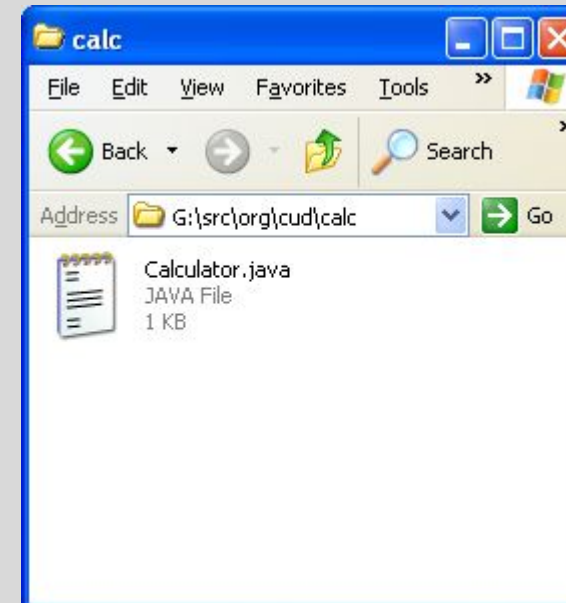 calc
File Edit View Favorites Tools »
Back Search »
Address G:\src\org\cud\calc Go
Calculator.java
JAVA File
1 KB